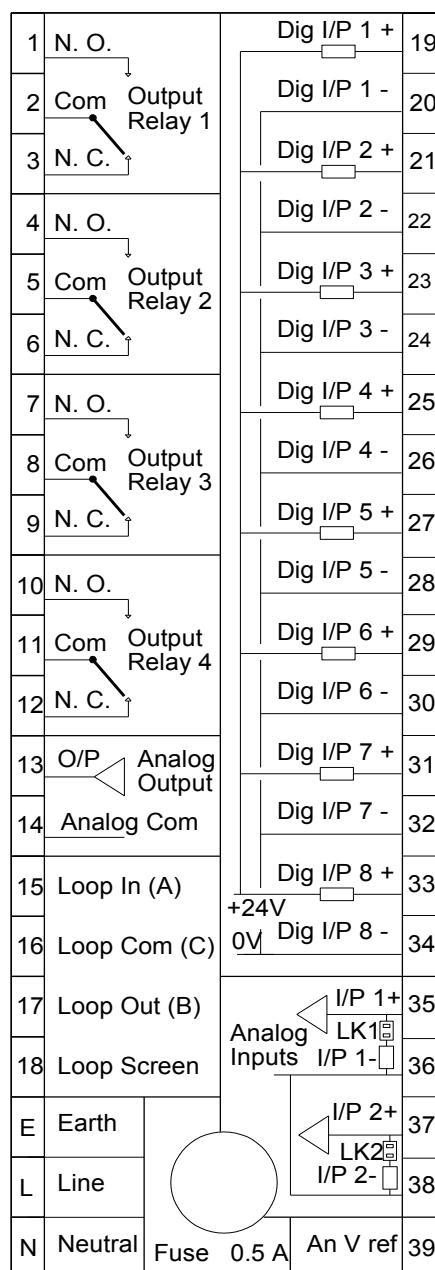 1 N. O.
2 Com Output
Relay 1
3 N. C.
4 N. O.
5 Com Output
Relay 2
6 N. C.
7 N. O.
8 Com Output
Relay 3
9 N. C.
10 N. O.
11 Com Output
Relay 4
12 N. C.
13 O/P Analog
Output
14 Analog Com
15 Loop In (A)
16 Loop Com (C)
17 Loop Out (B)
18 Loop Screen
E Earth
L Line
N Neutral
Fuse 0.5 A
Dig I/P 1 + 19
Dig I/P 1 - 20
Dig I/P 2 + 21
Dig I/P 2 - 22
Dig I/P 3 + 23
Dig I/P 3 - 24
Dig I/P 4 + 25
Dig I/P 4 - 26
Dig I/P 5 + 27
Dig I/P 5 - 28
Dig I/P 6 + 29
Dig I/P 6 - 30
Dig I/P 7 + 31
Dig I/P 7 - 32
Dig I/P 8 + 33
+24V
0V Dig I/P 8 - 34
I/P 1+ 35
Analog LK1
Inputs I/P 1- 36
I/P 2+ 37
LK2
I/P 2- 38
An V ref 39